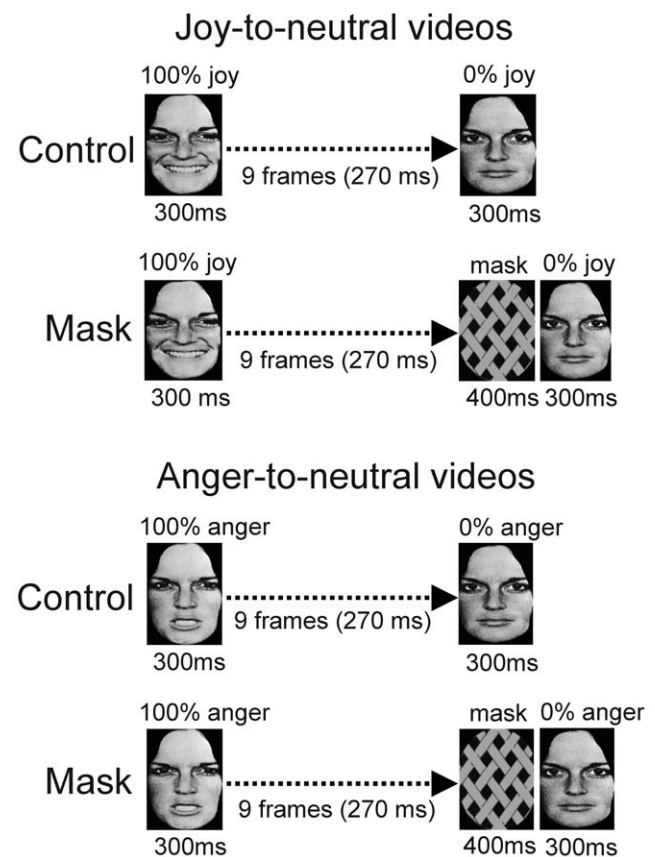 Joy-to-neutral videos
100% joy 0% joy
Control
9 frames (270 ms)
300ms 300ms
100% joy mask 0% joy
Mask
9 frames (270 ms)
300 ms 400ms 300ms
Anger-to-neutral videos
100% anger 0% anger
Control
9 frames (270 ms)
300ms 300ms
100% anger mask 0% anger
Mask
9 frames (270 ms)
300ms 400ms 300ms